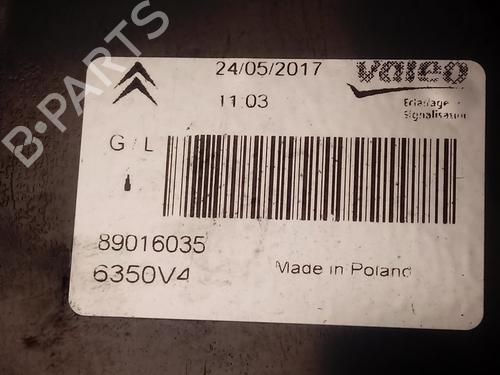 24/05/2017
Valeo
11:03
Eclairage
Signalisation
G / L
89016035
6350V4
Made in Poland
B-PARTS